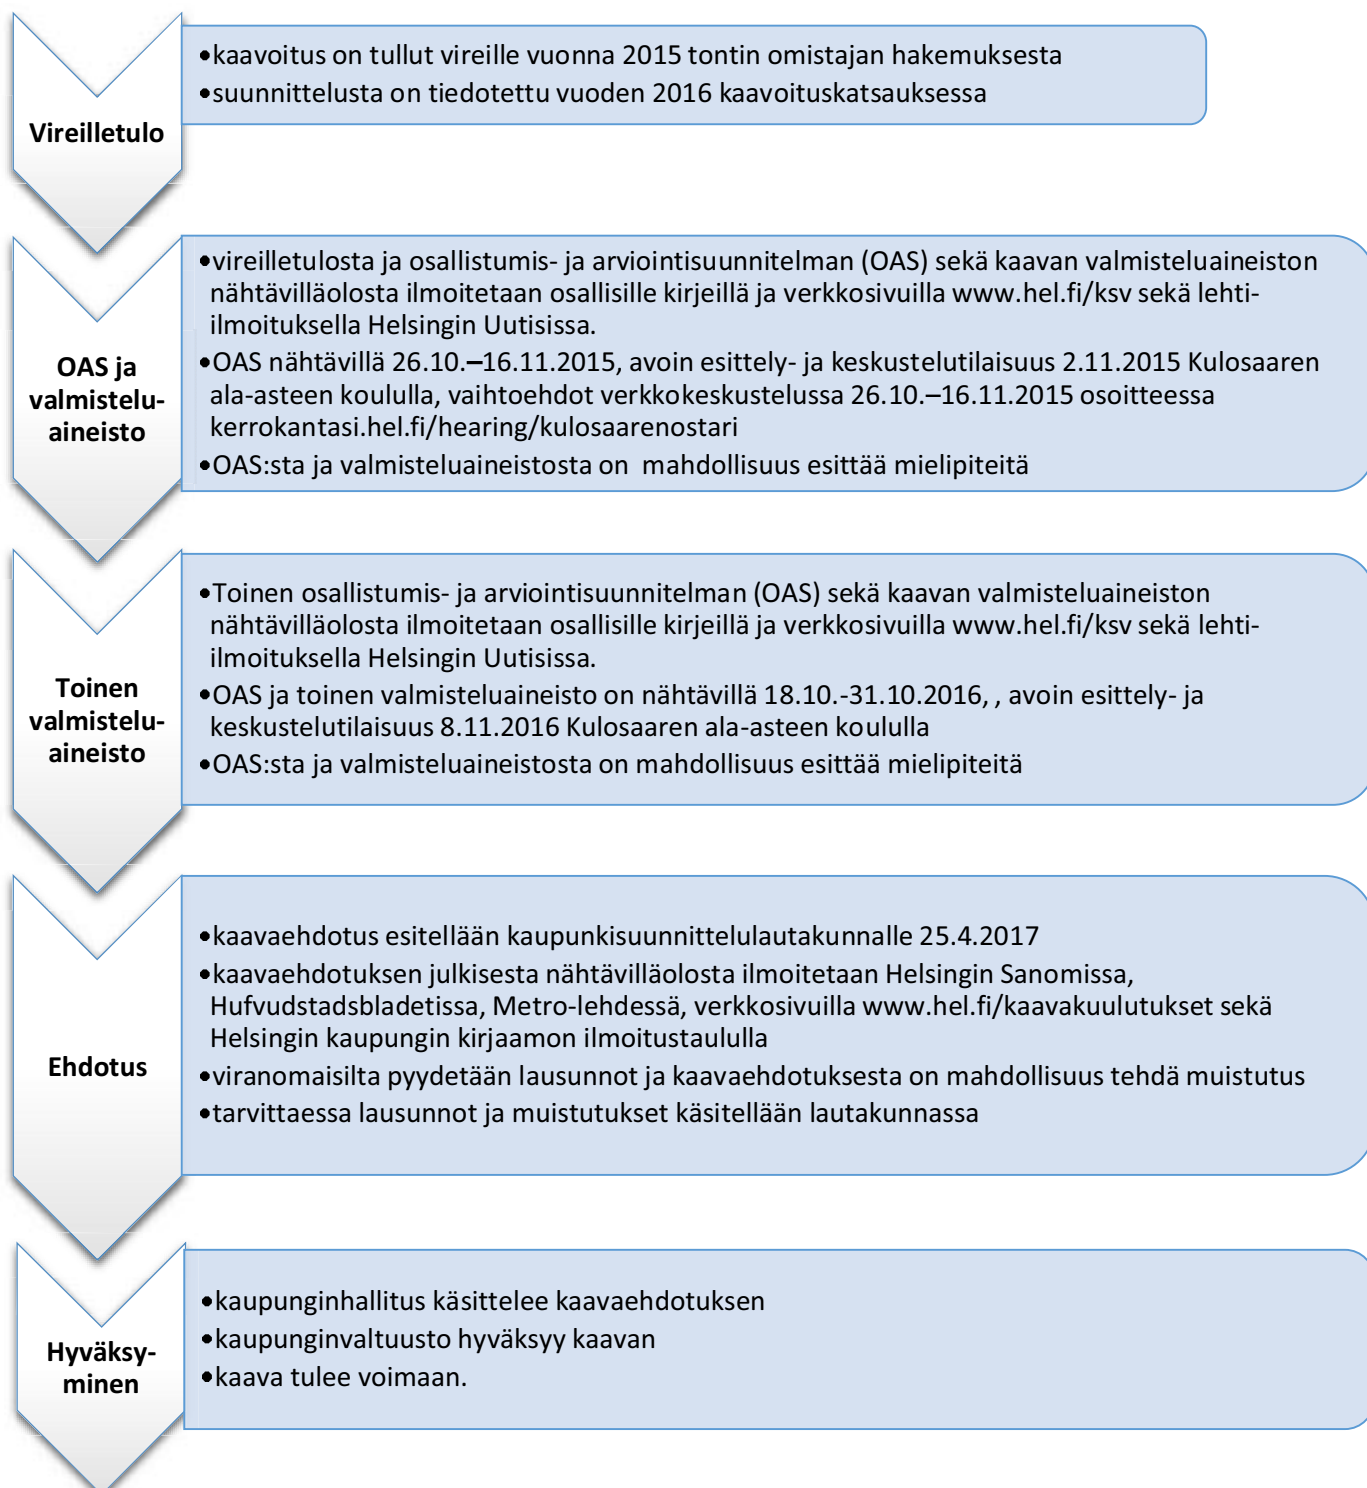 Vireilletulo
•kaavoitus on tullut vireille vuonna 2015 tontin omistajan hakemuksesta
•suunnittelusta on tiedotettu vuoden 2016 kaavoituskatsauksessa
OAS ja
valmistelu-
aineisto
•vireilletulosta ja osallistumis- ja arviointisuunnitelman (OAS) sekä kaavan valmisteluaineiston
nähtävilläolosta ilmoitetaan osallisille kirjeillä ja verkkosivuilla www.hel.fi/ksv sekä lehti-
ilmoituksella Helsingin Uutisissa.
•OAS nähtävillä 26.10.–16.11.2015, avoin esittely- ja keskustelutilaisuus 2.11.2015 Kulosaaren
ala-asteen koululla, vaihtoehdot verkkokeskustelussa 26.10.–16.11.2015 osoitteessa
kerrokantasi.hel.fi/hearing/kulosaarenostari
•OAS:sta ja valmisteluaineistosta on  mahdollisuus esittää mielipiteitä
Toinen
valmistelu-
aineisto
•Toinen osallistumis- ja arviointisuunnitelman (OAS) sekä kaavan valmisteluaineiston
nähtävilläolosta ilmoitetaan osallisille kirjeillä ja verkkosivuilla www.hel.fi/ksv sekä lehti-
ilmoituksella Helsingin Uutisissa.
•OAS ja toinen valmisteluaineisto on nähtävillä 18.10.-31.10.2016, , avoin esittely- ja
keskustelutilaisuus 8.11.2016 Kulosaaren ala-asteen koululla
•OAS:sta ja valmisteluaineistosta on mahdollisuus esittää mielipiteitä
Ehdotus
•kaavaehdotus esitellään kaupunkisuunnittelulautakunnalle 25.4.2017
•kaavaehdotuksen julkisesta nähtävilläolosta ilmoitetaan Helsingin Sanomissa,
Hufvudstadsbladetissa, Metro-lehdessä, verkkosivuilla www.hel.fi/kaavakuulutukset sekä
Helsingin kaupungin kirjaamon ilmoitustaululla
•viranomaisilta pyydetään lausunnot ja kaavaehdotuksesta on mahdollisuus tehdä muistutus
•tarvittaessa lausunnot ja muistutukset käsitellään lautakunnassa
Hyväksy-
minen
•kaupunginhallitus käsittelee kaavaehdotuksen
•kaupunginvaltuusto hyväksyy kaavan
•kaava tulee voimaan.